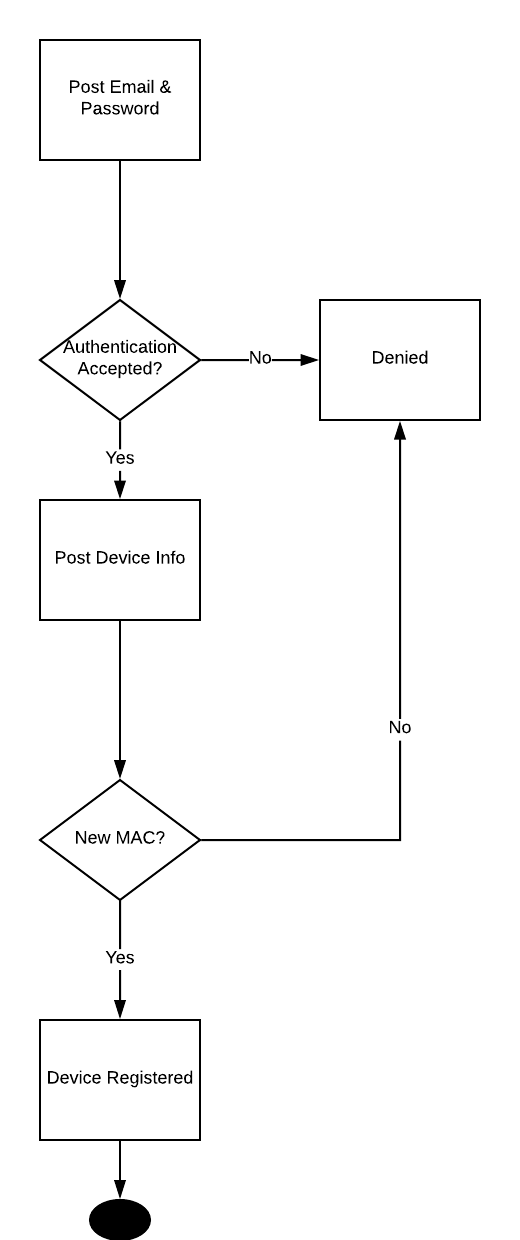 Post Email &
Password
Authentication
Accepted?
No
Denied
Yes
Post Device Info
No
New MAC?
Yes
Device Registered